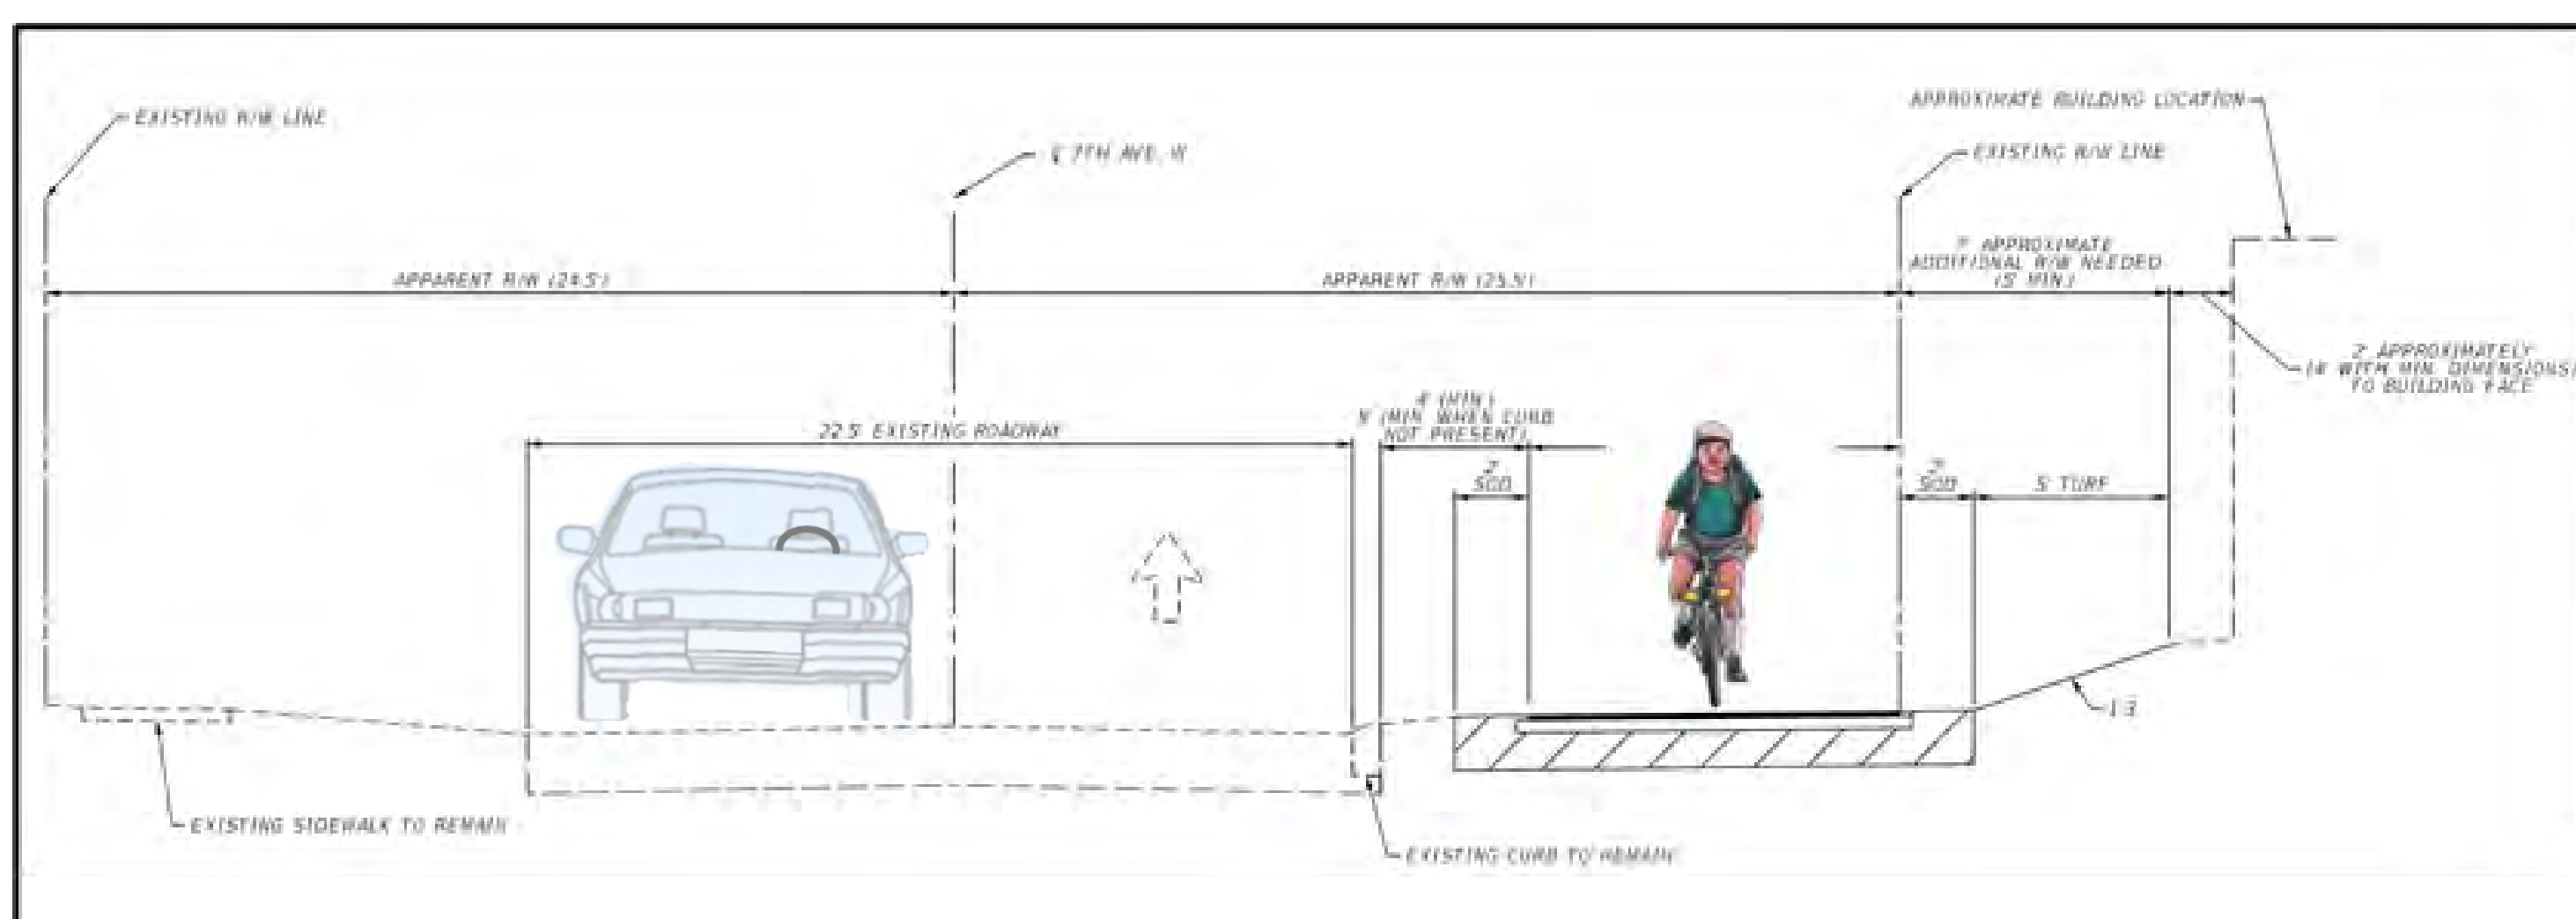 EXISTING R/W LINE
℄ 7TH AVE. W
APPROXIMATE BUILDING LOCATION
EXISTING R/W LINE
APPARENT R/W (24.5')
APPARENT R/W (25.5')
7' APPROXIMATE
ADDITIONAL R/W NEEDED
(5' MIN)
2' APPROXIMATELY
(4' WITH MIN. DIMENSIONS)
TO BUILDING FACE
22.5' EXISTING ROADWAY
4' (MIN)
5' (MIN. WHEN CURB
NOT PRESENT)
2'
SOD
2'
SOD
5' TURF
1:3
EXISTING SIDEWALK TO REMAIN
EXISTING CURB TO REMAIN